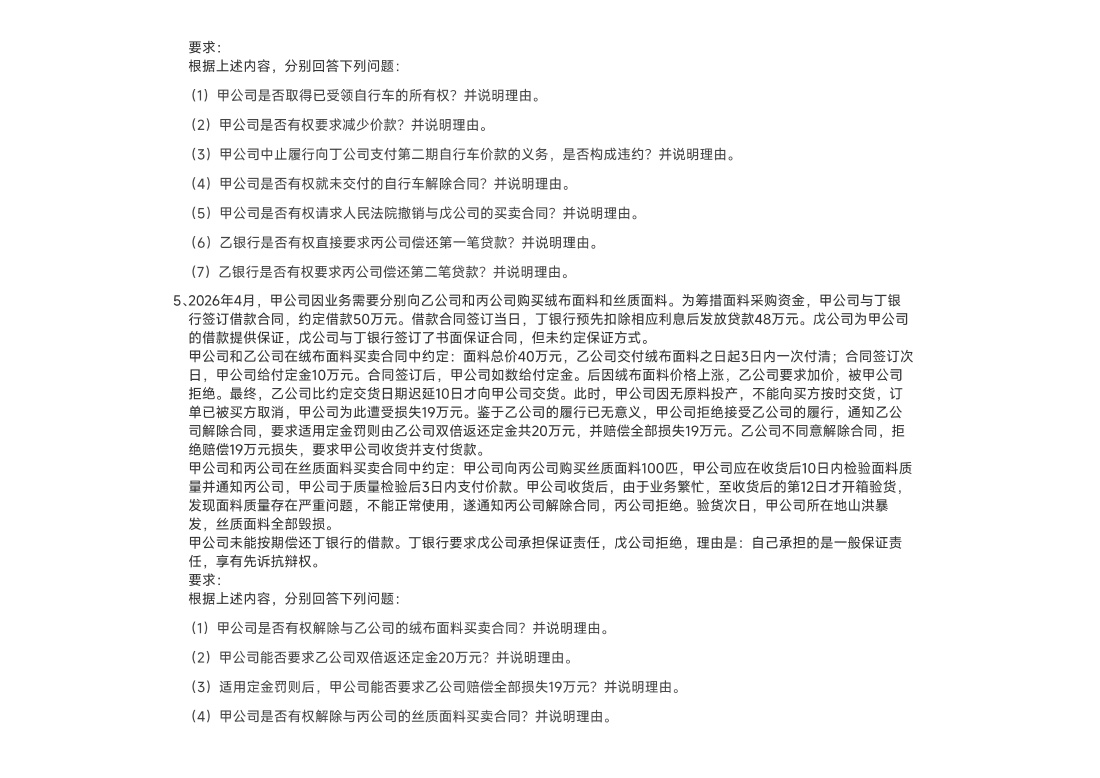 要求：
根据上述内容，分别回答下列问题：
（1）甲公司是否取得已受领自行车的所有权？并说明理由。
（2）甲公司是否有权要求减少价款？并说明理由。
（3）甲公司中止履行向丁公司支付第二期自行车价款的义务，是否构成违约？并说明理由。
（4）甲公司是否有权就未交付的自行车解除合同？并说明理由。
（5）甲公司是否有权请求人民法院撤销与戊公司的买卖合同？并说明理由。
（6）乙银行是否有权直接要求丙公司偿还第一笔贷款？并说明理由。
（7）乙银行是否有权要求丙公司偿还第二笔贷款？并说明理由。
5、2026年4月，甲公司因业务需要分别向乙公司和丙公司购买绒布面料和丝质面料。为筹措面料采购资金，甲公司与丁银
行签订借款合同，约定借款50万元。借款合同签订当日，丁银行预先扣除相应利息后发放贷款48万元。戊公司为甲公司
的借款提供保证，戊公司与丁银行签订了书面保证合同，但未约定保证方式。
甲公司和乙公司在绒布面料买卖合同中约定：面料总价40万元，乙公司交付绒布面料之日起3日内一次付清；合同签订次
日，甲公司给付定金10万元。合同签订后，甲公司如数给付定金。后因绒布面料价格上涨，乙公司要求加价，被甲公司
拒绝。最终，乙公司比约定交货日期迟延10日才向甲公司交货。此时，甲公司因无原料投产，不能向买方按时交货，订
单已被买方取消，甲公司为此遭受损失19万元。鉴于乙公司的履行已无意义，甲公司拒绝接受乙公司的履行，通知乙公
司解除合同，要求适用定金罚则由乙公司双倍返还定金共20万元，并赔偿全部损失19万元。乙公司不同意解除合同，拒
绝赔偿19万元损失，要求甲公司收货并支付货款。
甲公司和丙公司在丝质面料买卖合同中约定：甲公司向丙公司购买丝质面料100匹，甲公司应在收货后10日内检验面料质
量并通知丙公司，甲公司于质量检验后3日内支付价款。甲公司收货后，由于业务繁忙，至收货后的第12日才开箱验货，
发现面料质量存在严重问题，不能正常使用，遂通知丙公司解除合同，丙公司拒绝。验货次日，甲公司所在地山洪暴
发，丝质面料全部毁损。
甲公司未能按期偿还丁银行的借款。丁银行要求戊公司承担保证责任，戊公司拒绝，理由是：自己承担的是一般保证责
任，享有先诉抗辩权。
要求：
根据上述内容，分别回答下列问题：
（1）甲公司是否有权解除与乙公司的绒布面料买卖合同？并说明理由。
（2）甲公司能否要求乙公司双倍返还定金20万元？并说明理由。
（3）适用定金罚则后，甲公司能否要求乙公司赔偿全部损失19万元？并说明理由。
（4）甲公司是否有权解除与丙公司的丝质面料买卖合同？并说明理由。